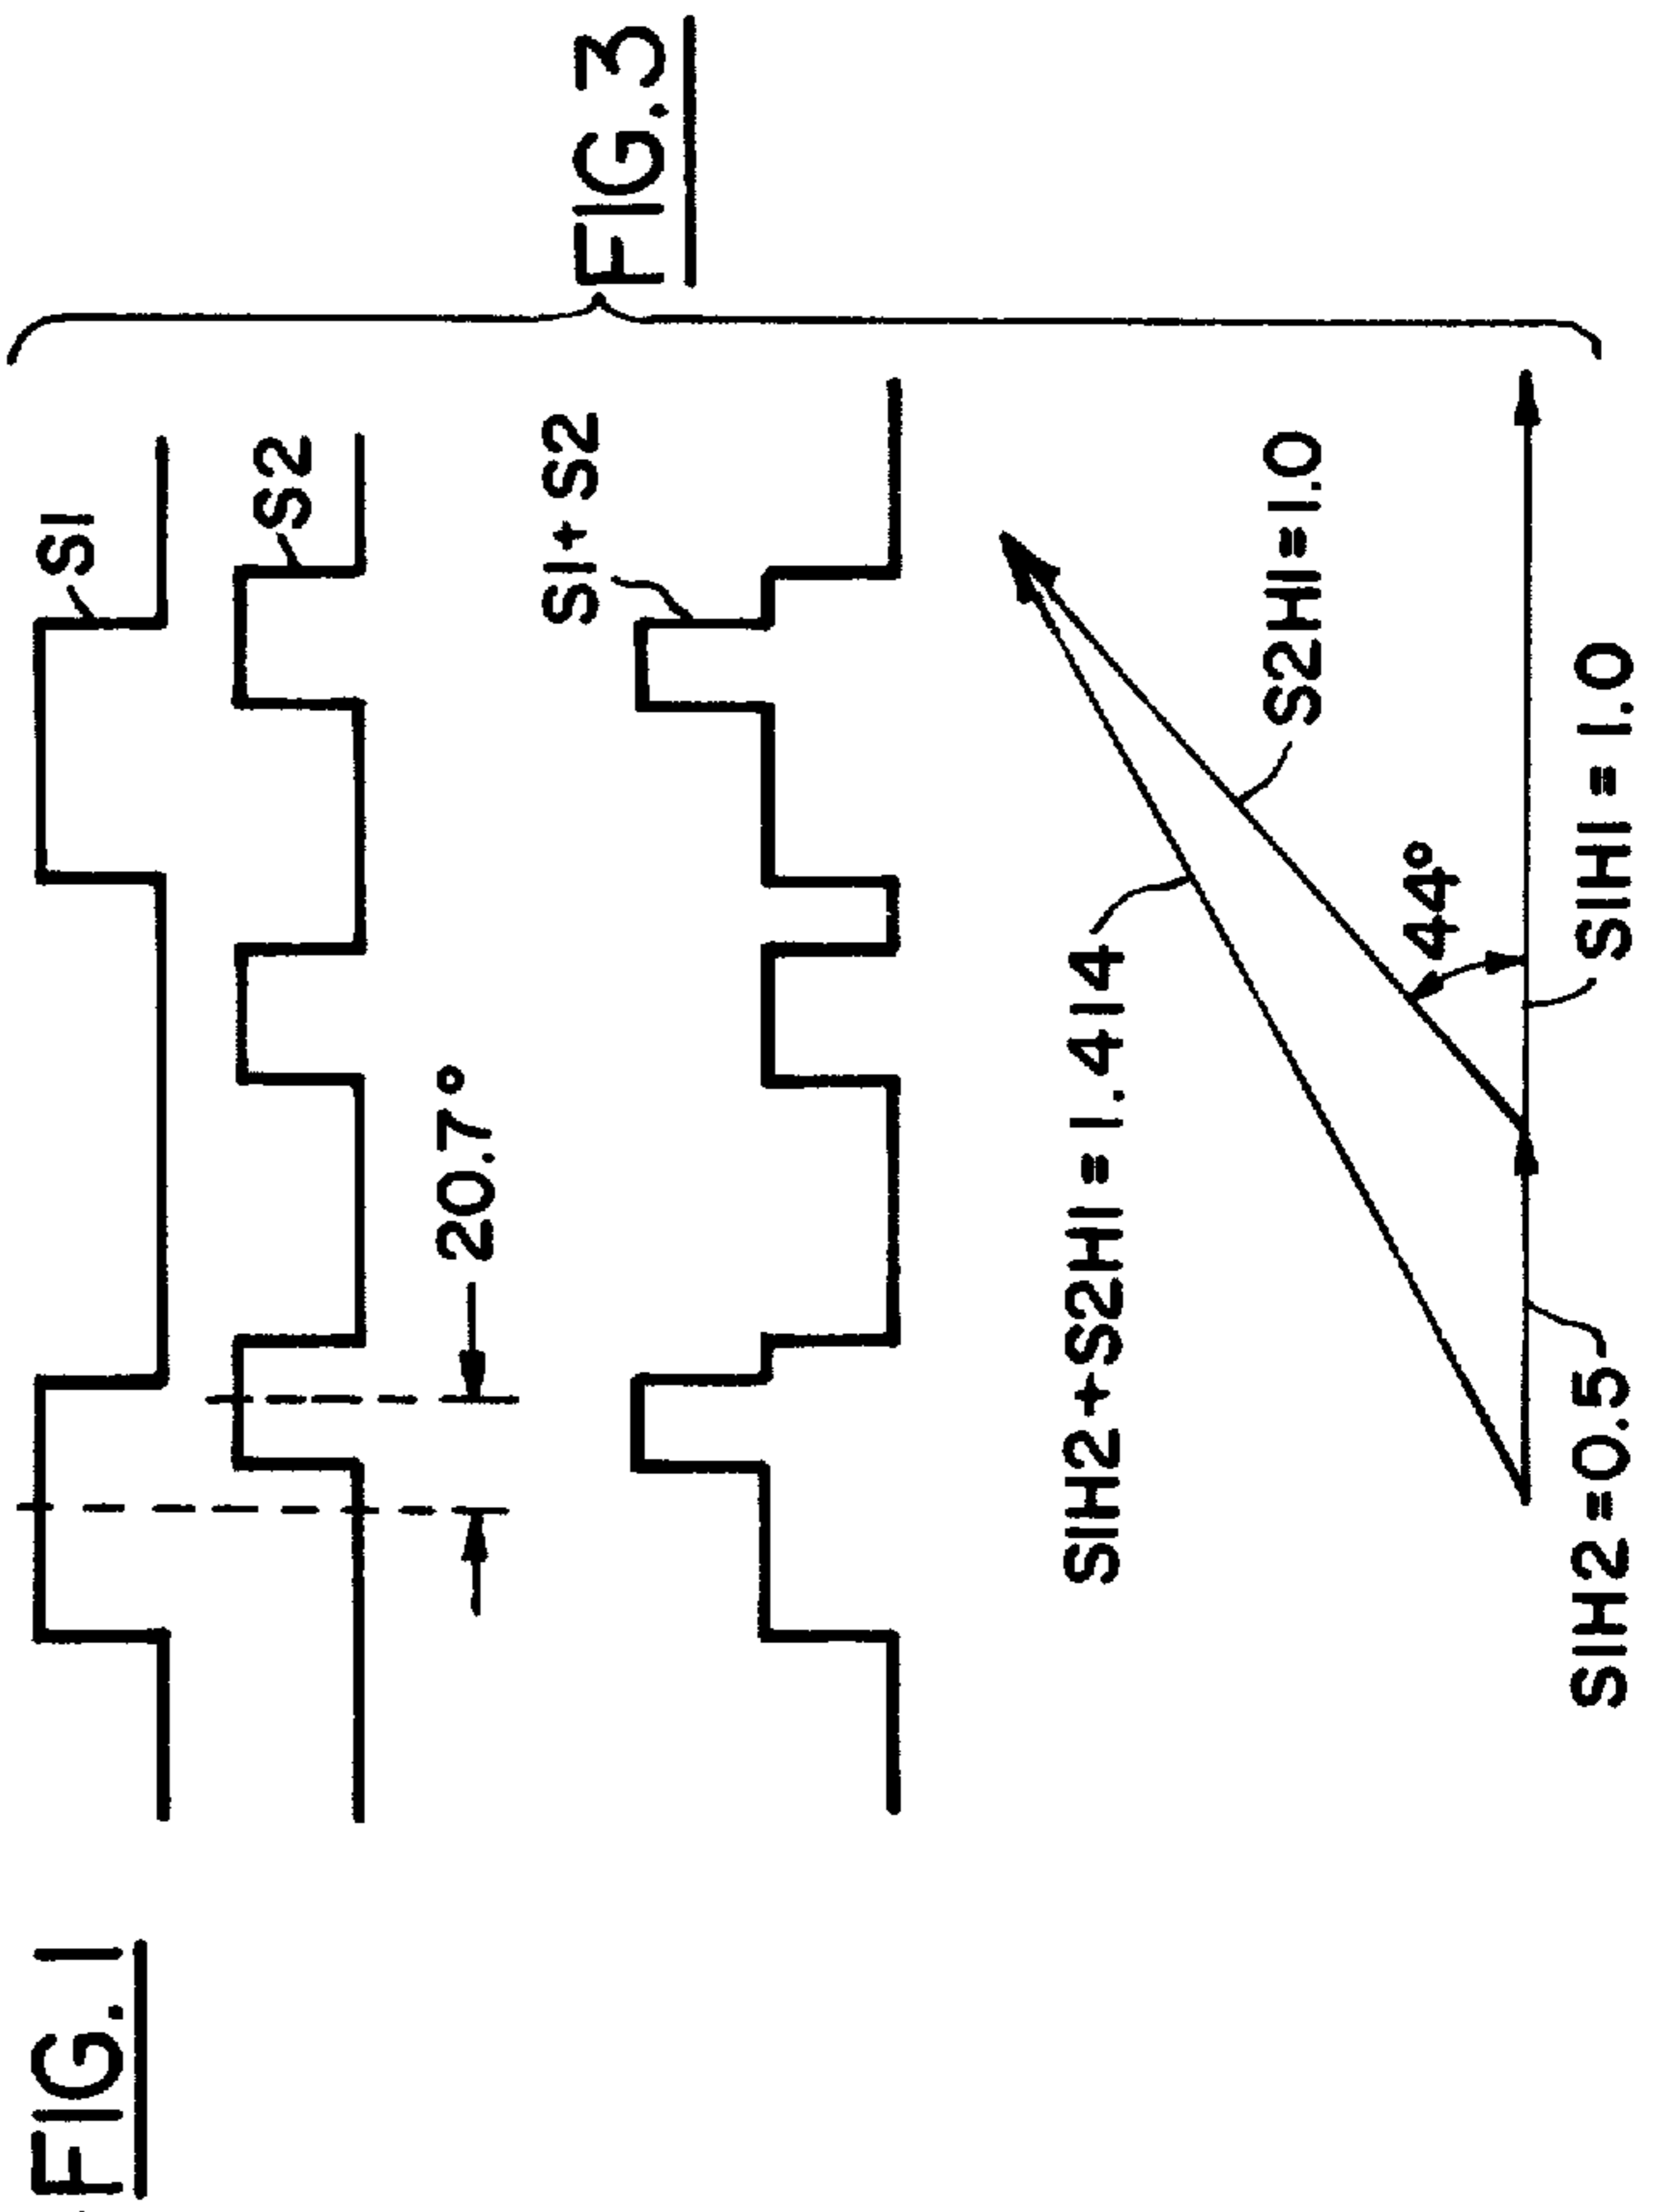 FIG. 1
S1
S2
20.7°
FIG. 3
S1+ S2
S1H2+S2H1 = 1.414
S2H1=1.0
44°
S1H2 = 0.5
S1H1 = 1.0